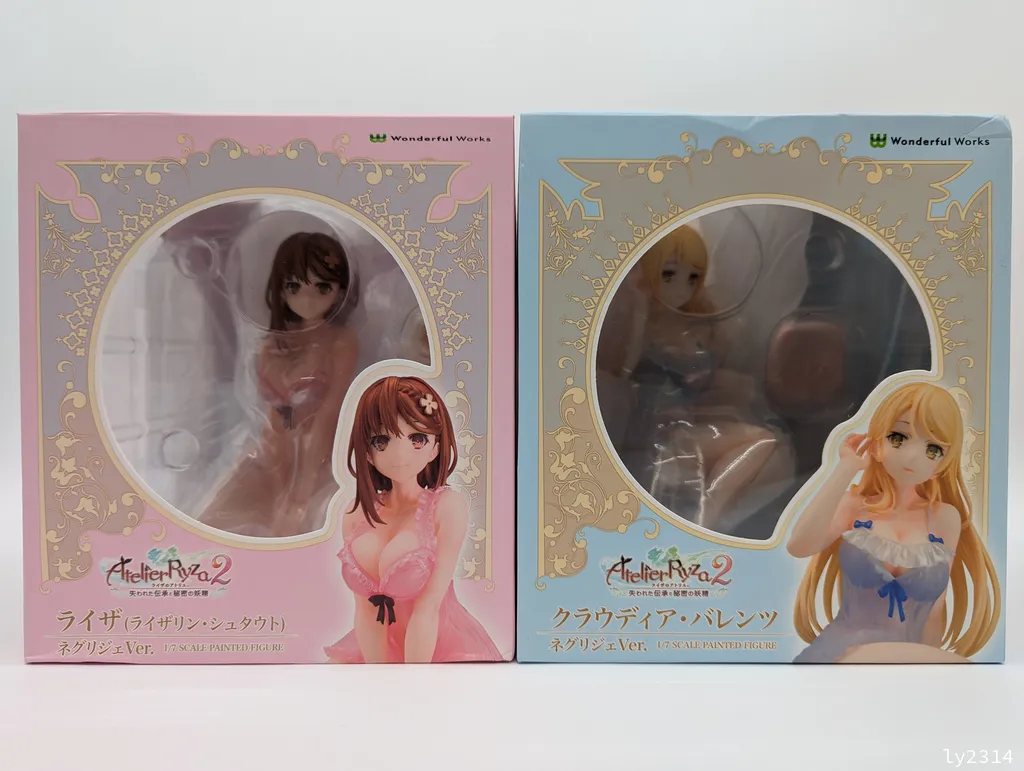 Wonderful Works
Atelier Ryza 2
ライザのアトリエ
失われた伝承と秘密の妖精
ライザ (ライザリン・シュタウト)
ネグリジェVer. 1/7 SCALE PAINTED FIGURE
Wonderful Works
Atelier Ryza 2
ライザのアトリエ
失われた伝承と秘密の妖精
クラウディア・バレンツ
ネグリジェVer. 1/7 SCALE PAINTED FIGURE
ly2314